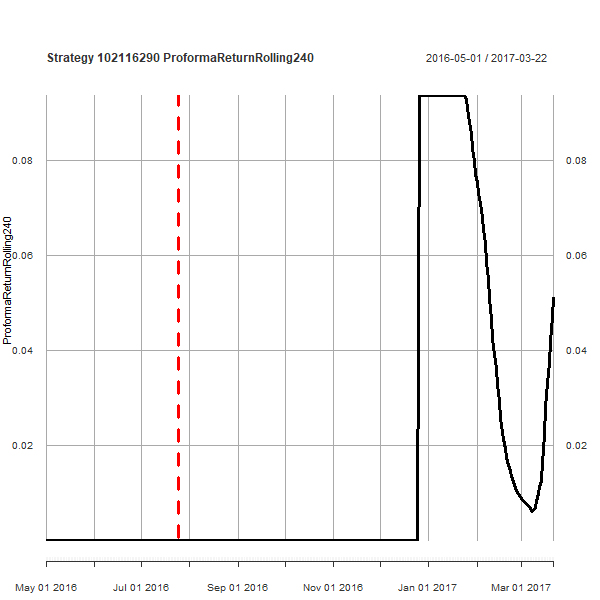 Strategy 102116290 ProformaReturnRolling240
2016-05-01 / 2017-03-22
ProformaReturnRolling240
0.08
0.06
0.04
0.02
0.08
0.06
0.04
0.02
May 01 2016
Jul 01 2016
Sep 01 2016
Nov 01 2016
Jan 01 2017
Mar 01 2017